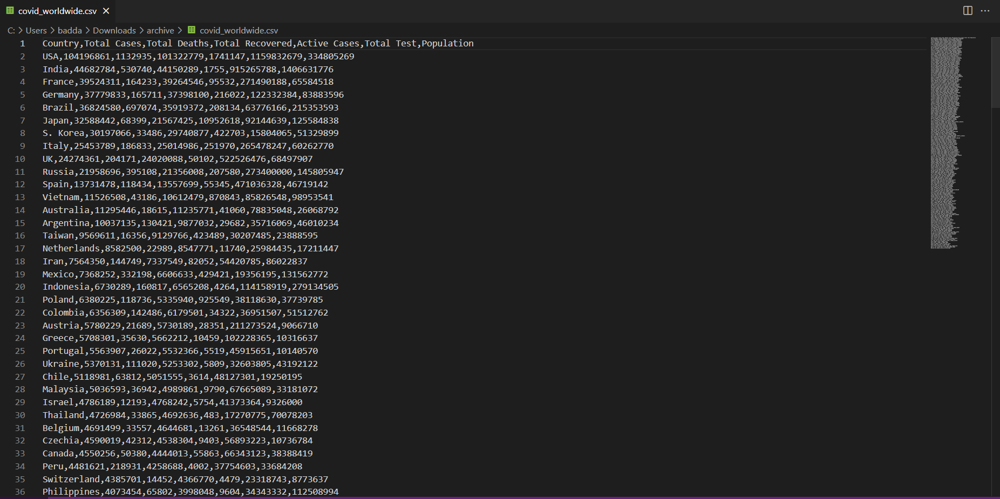 covid_worldwide.csv
C: > Users > badda > Downloads > archive > covid_worldwide.csv
1 Country,Total Cases,Total Deaths,Total Recovered,Active Cases,Total Test,Population
2 USA,104196861,1132935,101322779,1741147,1159832679,334805269
3 India,44682784,530740,44150289,1755,915265788,1406631776
4 France,39524311,164233,39264546,95532,271490188,65584518
5 Germany,37779833,165711,37398100,216022,122332384,83883596
6 Brazil,36824580,697074,35919372,208134,63776166,215353593
7 Japan,32588442,68399,21567425,10952618,92144639,125584838
8 S. Korea,30197066,33486,29740877,422703,15804065,51329899
9 Italy,25453789,186833,25014986,251970,265478247,60262770
10 UK,24274361,204171,24020088,50102,522526476,68497907
11 Russia,21958696,395108,21356008,207580,273400000,145805947
12 Spain,13731478,118434,13557699,55345,471036328,46719142
13 Vietnam,11526508,43186,10612479,870843,85826548,98953541
14 Australia,11295446,18615,11235771,41060,78835048,26068792
15 Argentina,10037135,130421,9877032,29682,35716069,46010234
16 Taiwan,9569611,16356,9129766,423489,30207485,23888595
17 Netherlands,8582500,22989,8547771,11740,25984435,17211447
18 Iran,7564350,144749,7337549,82052,54420785,86022837
19 Mexico,7368252,332198,6606633,429421,19356195,131562772
20 Indonesia,6730289,160817,6565208,4264,114158919,279134505
21 Poland,6380225,118736,5335940,925549,38118630,37739785
22 Colombia,6356309,142486,6179501,34322,36951507,51512762
23 Austria,5780229,21689,5730189,28351,211273524,9066710
24 Greece,5708301,35630,5662212,10459,102228365,10316637
25 Portugal,5563907,26022,5532366,5519,45915651,10140570
26 Ukraine,5370131,111020,5253302,5809,32603805,43192122
27 Chile,5118981,63812,5051555,3614,48127301,19250195
28 Malaysia,5036593,36942,4989861,9790,67665089,33181072
29 Israel,4786189,12193,4768242,5754,41373364,9326000
30 Thailand,4726984,33865,4692636,483,17270775,70078203
31 Belgium,4691499,33557,4644681,13261,36548544,11668278
32 Czechia,4590019,42312,4538304,9403,56893223,10736784
33 Canada,4550256,50380,4444013,55863,66343123,38388419
34 Peru,4481621,218931,4258688,4002,37754603,33684208
35 Switzerland,4385701,14452,4366770,4479,23318743,8773637
36 Philippines,4073454,65802,3998048,9604,34343332,112508994